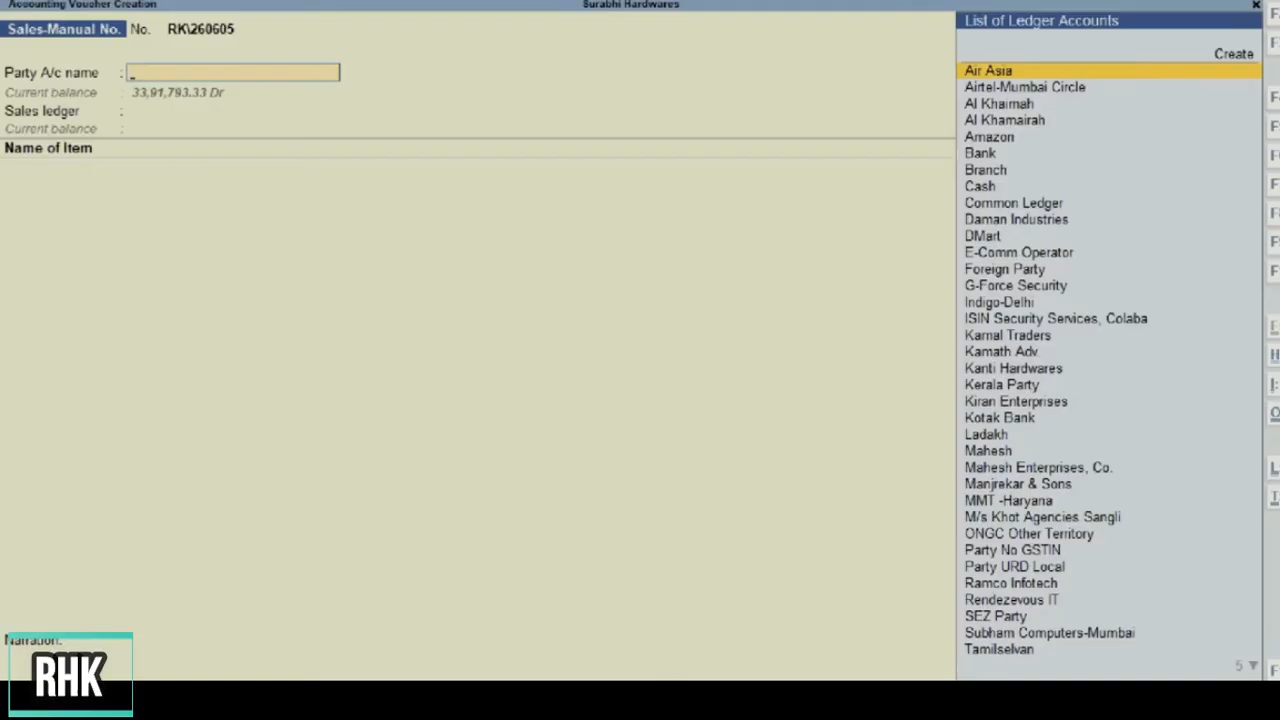 Accounting Voucher Creation
Surabhi Hardwares
Sales-Manual No. No. RK\260605
Party A/c name :
Current balance : 33,91,793.33 Dr
Sales ledger :
Current balance :
Name of Item
Narration:
RHK
List of Ledger Accounts
Create
Air Asia
Airtel-Mumbai Circle
Al Khaimah
Al Khamairah
Amazon
Bank
Branch
Cash
Common Ledger
Daman Industries
DMart
E-Comm Operator
Foreign Party
G-Force Security
Indigo-Delhi
ISIN Security Services, Colaba
Kamal Traders
Kamath Adv.
Kanti Hardwares
Kerala Party
Kiran Enterprises
Kotak Bank
Ladakh
Mahesh
Mahesh Enterprises, Co.
Manjrekar & Sons
MMT -Haryana
M/s Khot Agencies Sangli
ONGC Other Territory
Party No GSTIN
Party URD Local
Ramco Infotech
Rendezevous IT
SEZ Party
Subham Computers-Mumbai
Tamilselvan
5 ▼